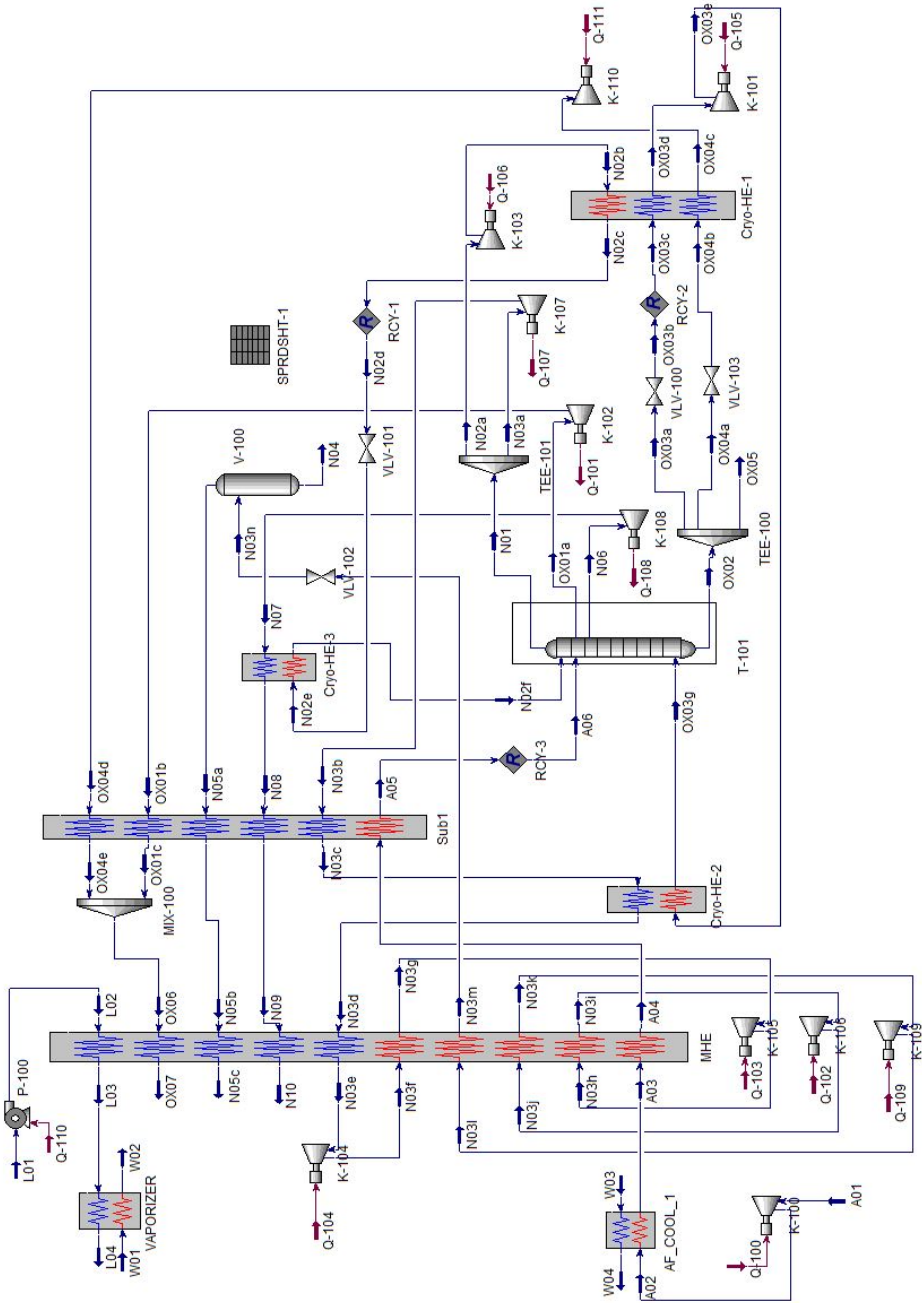 P-100
L01
Q-110
L02
L03
VAPORIZER
L04
W01
W02
OX04d
OX01b
N05a
N08
N03b
A05
Sub1
OX04e
OX01c
MIX-100
N03c
OX06
N05b
N09
N03d
N03g
N03m
N03k
N03i
A04
MHE
OX07
N05c
N10
N03e
N03f
N03l
N03j
N03h
A03
K-104
Q-104
K-105
Q-103
K-106
Q-102
K-109
Q-109
AF_COOL_1
W03
W04
A02
K-100
Q-100
A01
Cryo-HE-2
OX03g
Cryo-HE-3
N07
N02e
N02f
RCY-3
A06
T-101
N01
OX01a
N06
OX02
K-108
Q-108
TEE-100
OX03a
OX04a
OX05
VLV-102
N03n
V-100
N04
VLV-101
N02d
RCY-1
SPRDSHT-1
TEE-101
N02a
N03a
K-102
Q-101
K-107
Q-107
K-103
Q-106
VLV-100
VLV-103
OX03b
RCY-2
OX03c
OX04b
N02c
Cryo-HE-1
N02b
OX03d
OX04c
K-110
Q-111
K-101
Q-105
OX03e